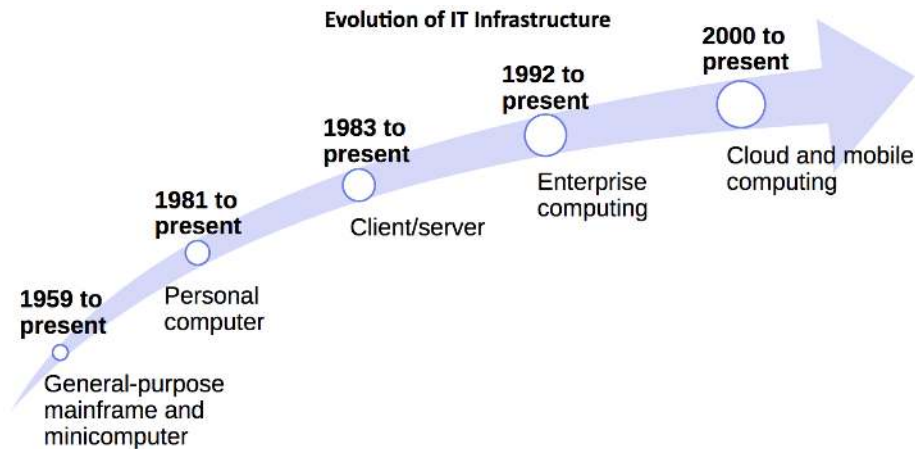 Evolution of IT Infrastructure
1959 to
present
General-purpose
mainframe and
minicomputer
1981 to
present
Personal
computer
1983 to
present
Client/server
1992 to
present
Enterprise
computing
2000 to
present
Cloud and mobile
computing